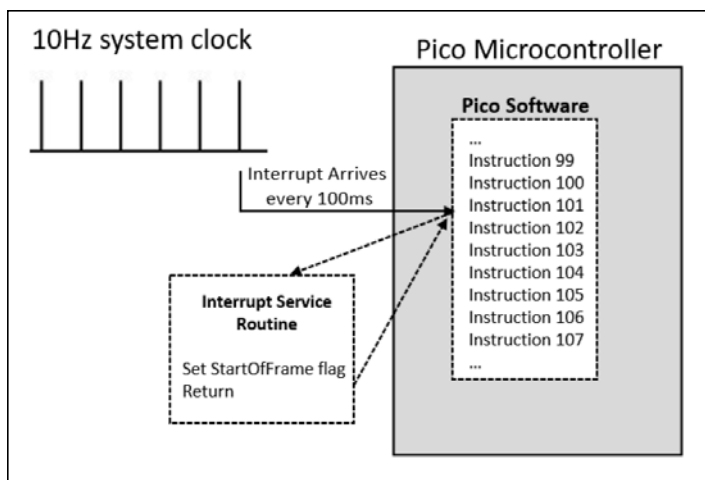 10Hz system clock
Pico Microcontroller
Pico Software
...
Instruction 99
Instruction 100
Instruction 101
Instruction 102
Instruction 103
Instruction 104
Instruction 105
Instruction 106
Instruction 107
...
Interrupt Arrives
every 100ms
Interrupt Service
Routine
Set StartOfFrame flag
Return